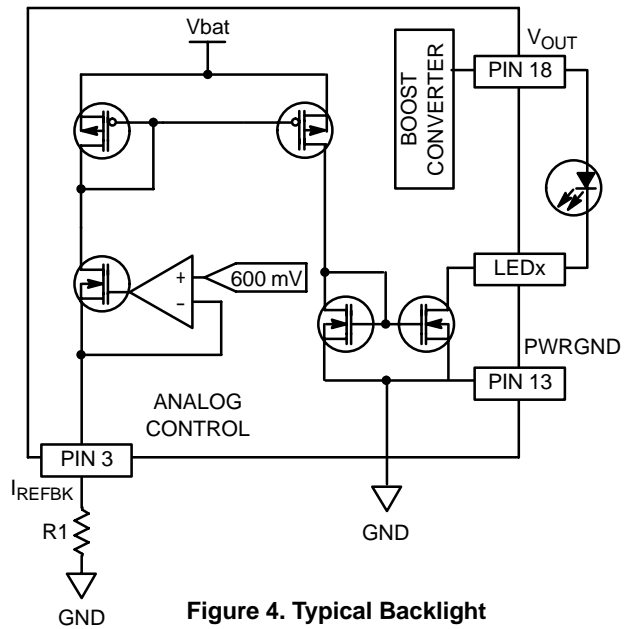 Vbat
V_OUT
PIN 18
BOOST
CONVERTER
+
600 mV
-
LEDx
PWRGND
PIN 13
ANALOG
CONTROL
PIN 3
I_REFBK
R1
GND
GND
Figure 4. Typical Backlight